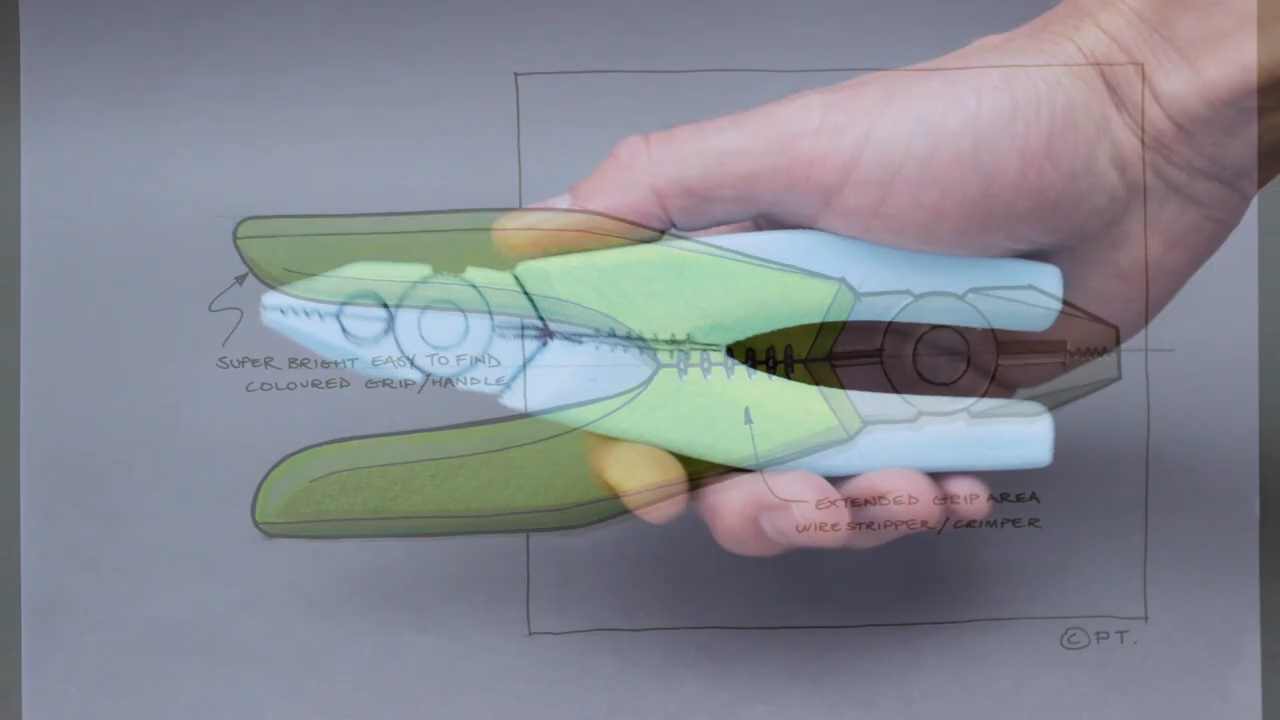 SUPER BRIGHT EASY TO FIND
COLOURED GRIP/HANDLE
EXTENDED GRIP AREA
WIRE STRIPPER/CRIMPER
© PT.